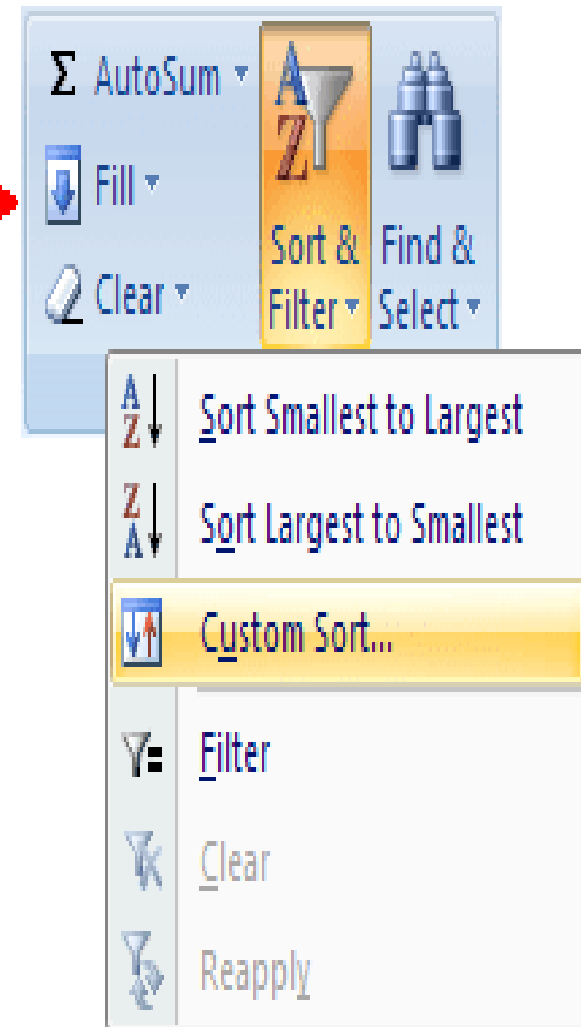 Σ AutoSum
Fill
Clear
Sort &
Filter
Find &
Select
Sort Smallest to Largest
Sort Largest to Smallest
Custom Sort...
Filter
Clear
Reapply